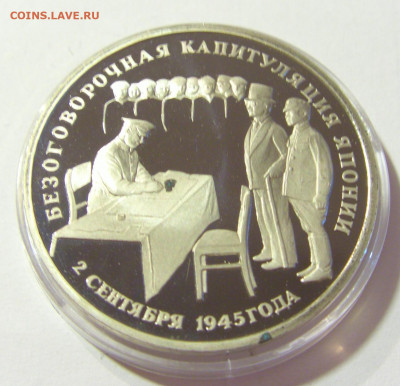 COINS.LAVE.RU
БЕЗОГОВОРОЧНАЯ КАПИТУЛЯЦИЯ ЯПОНИИ
2 СЕНТЯБРЯ 1945 ГОДА